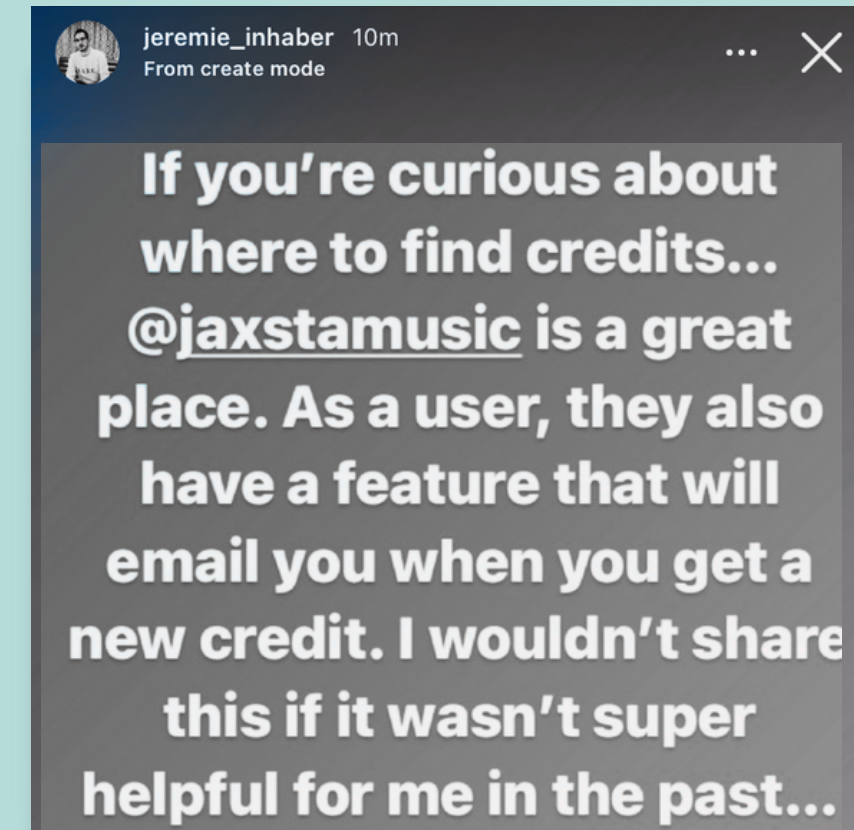 jeremie_inhaber 10m
From create mode
If you’re curious about
where to find credits...
@jaxstamusic is a great
place. As a user, they also
have a feature that will
email you when you get a
new credit. I wouldn’t share
this if it wasn’t super
helpful for me in the past...